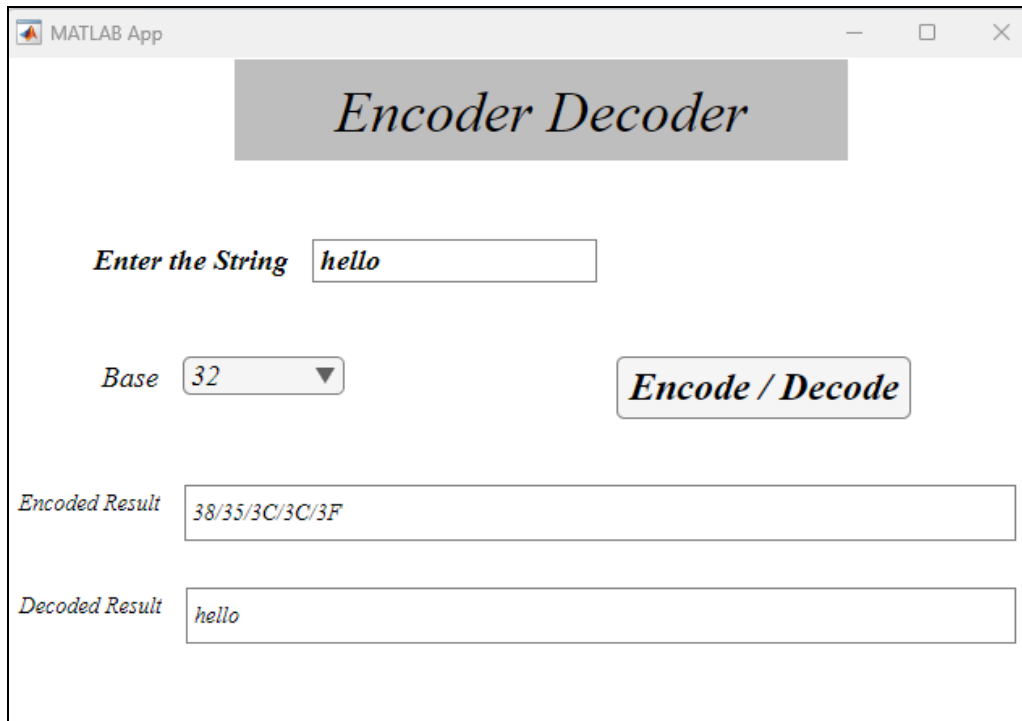 MATLAB App
Encoder Decoder
Enter the String hello
Base 32
Encode / Decode
Encoded Result 38/35/3C/3C/3F
Decoded Result hello